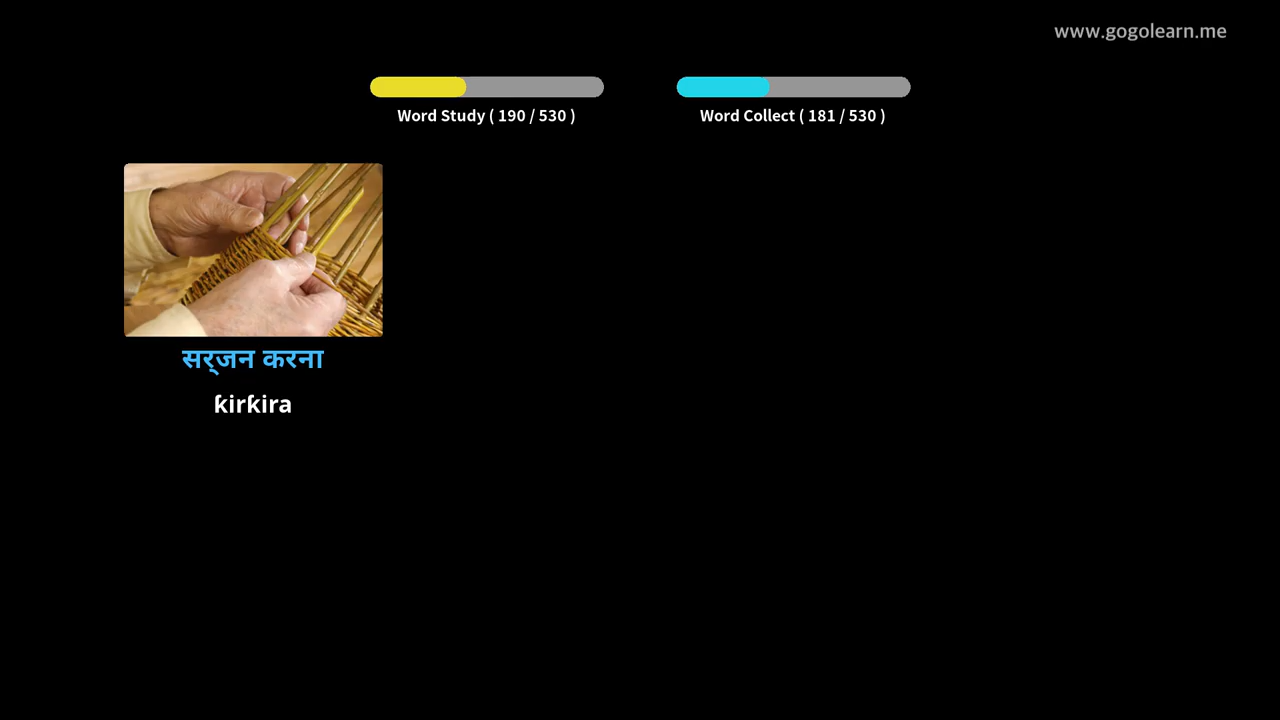 www.gogolearn.me
Word Study ( 190 / 530 )
Word Collect ( 181 / 530 )
सर्जन करना
ƙirƙira